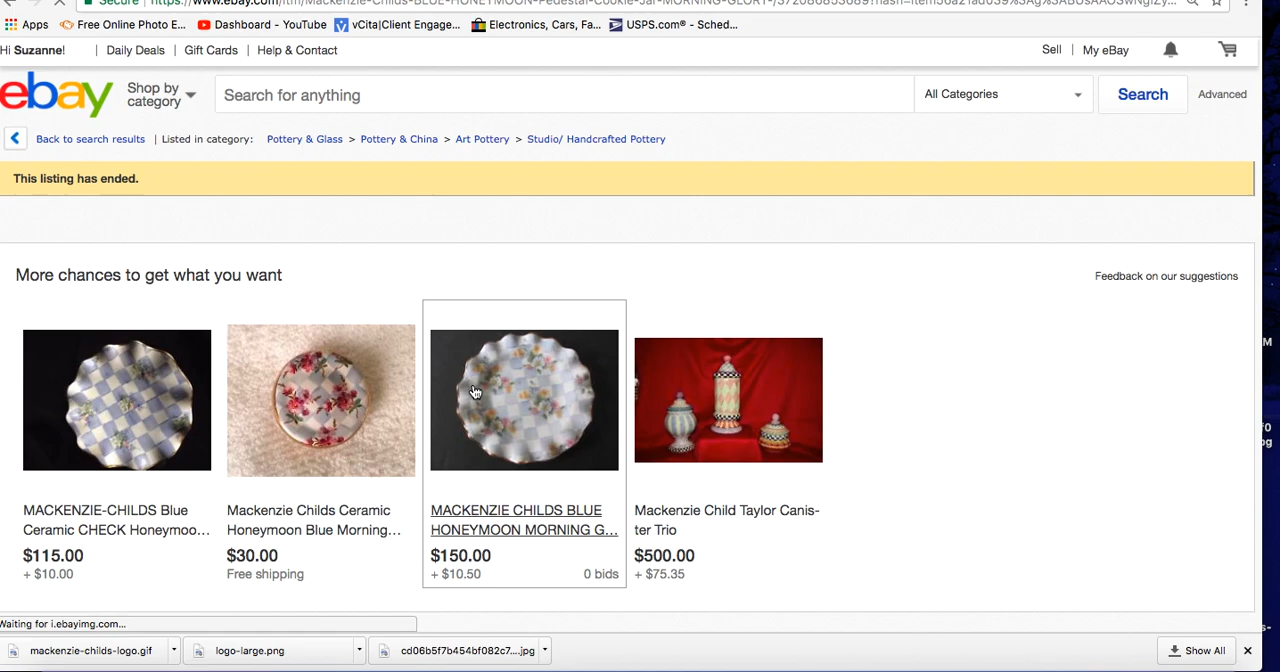 Secure https://www.ebay.com/itm/Mackenzie-Childs-BLUE-HONEYMOON-Pedestal-Cookie-Jar-MORNING-GLORY-/
Apps Free Online Photo E... Dashboard - YouTube vCita|Client Engage... Electronics, Cars, Fa... USPS.com® - Sched...
Hi Suzanne! | Daily Deals | Gift Cards | Help & Contact Sell | My eBay
ebay Shop by category Search for anything All Categories Search Advanced
Back to search results | Listed in category: Pottery & Glass > Pottery & China > Art Pottery > Studio/ Handcrafted Pottery
This listing has ended.
More chances to get what you want Feedback on our suggestions
MACKENZIE-CHILDS Blue
Ceramic CHECK Honeymoo...
$115.00
+ $10.00
Mackenzie Childs Ceramic
Honeymoon Blue Morning...
$30.00
Free shipping
MACKENZIE CHILDS BLUE
HONEYMOON MORNING G...
$150.00
+ $10.50 0 bids
Mackenzie Child Taylor Canis-
ter Trio
$500.00
+ $75.35
Waiting for i.ebayimg.com...
mackenzie-childs-logo.gif logo-large.png cd06b5f7b454bf082c7....jpg Show All